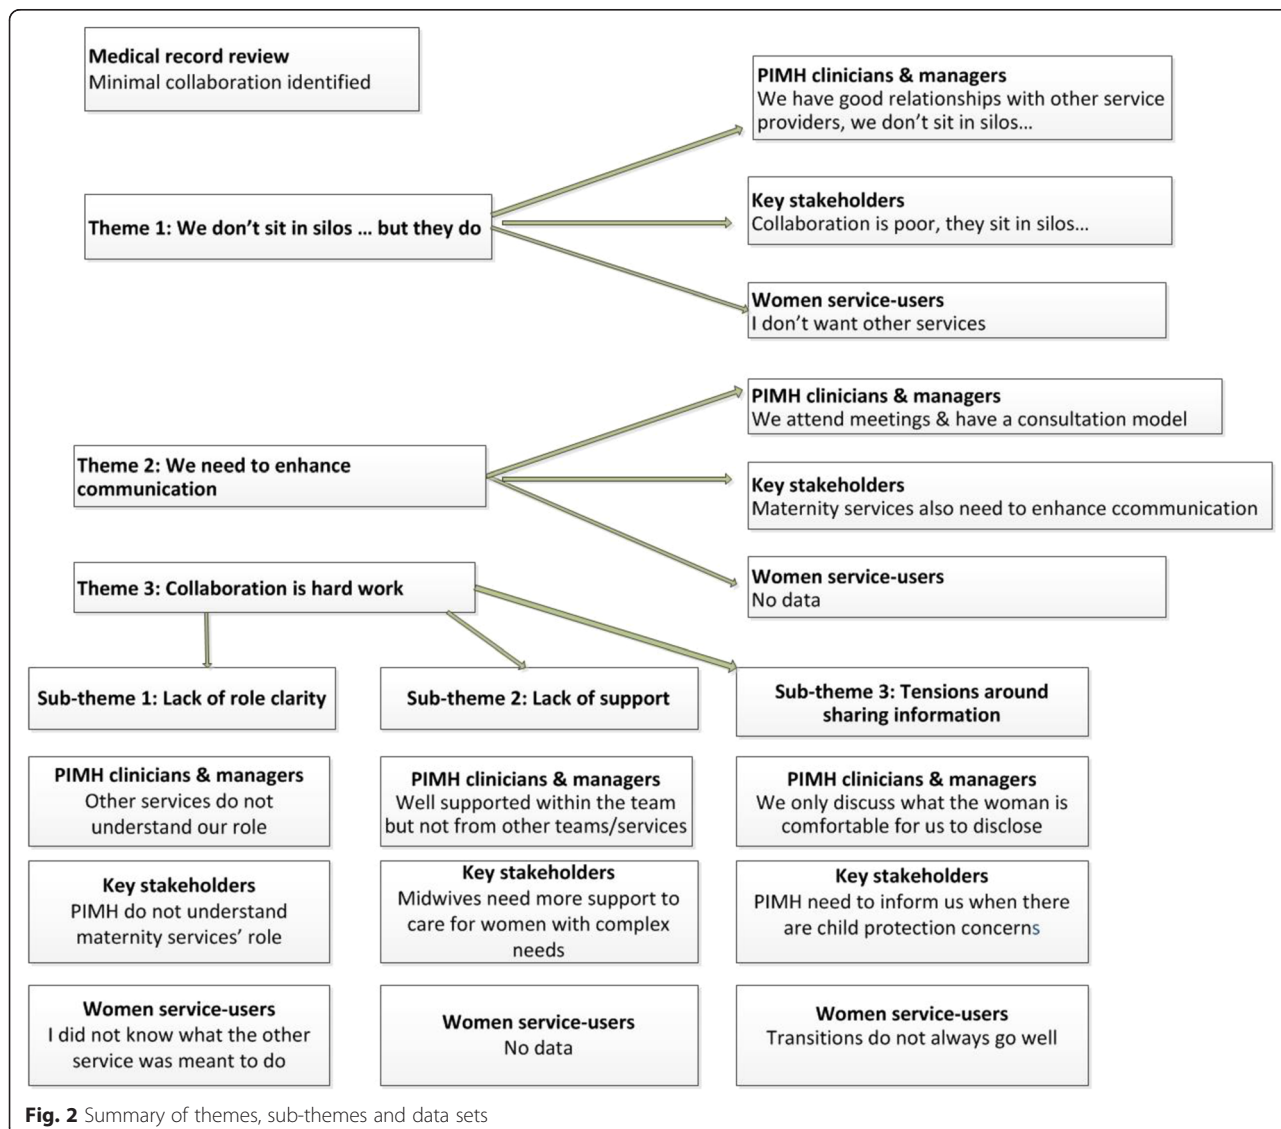 Medical record review
Minimal collaboration identified
PIMH clinicians & managers
We have good relationships with other service
providers, we don't sit in silos...
Theme 1: We don't sit in silos ... but they do
Key stakeholders
Collaboration is poor, they sit in silos...
Women service-users
I don't want other services
PIMH clinicians & managers
We attend meetings & have a consultation model
Theme 2: We need to enhance
communication
Key stakeholders
Maternity services also need to enhance ccommunication
Women service-users
No data
Theme 3: Collaboration is hard work
Sub-theme 1: Lack of role clarity
PIMH clinicians & managers
Other services do not
understand our role
Key stakeholders
PIMH do not understand
maternity services' role
Women service-users
I did not know what the other
service was meant to do
Sub-theme 2: Lack of support
PIMH clinicians & managers
Well supported within the team
but not from other teams/services
Key stakeholders
Midwives need more support to
care for women with complex
needs
Women service-users
No data
Sub-theme 3: Tensions around
sharing information
PIMH clinicians & managers
We only discuss what the woman is
comfortable for us to disclose
Key stakeholders
PIMH need to inform us when there
are child protection concerns
Women service-users
Transitions do not always go well
Fig. 2 Summary of themes, sub-themes and data sets